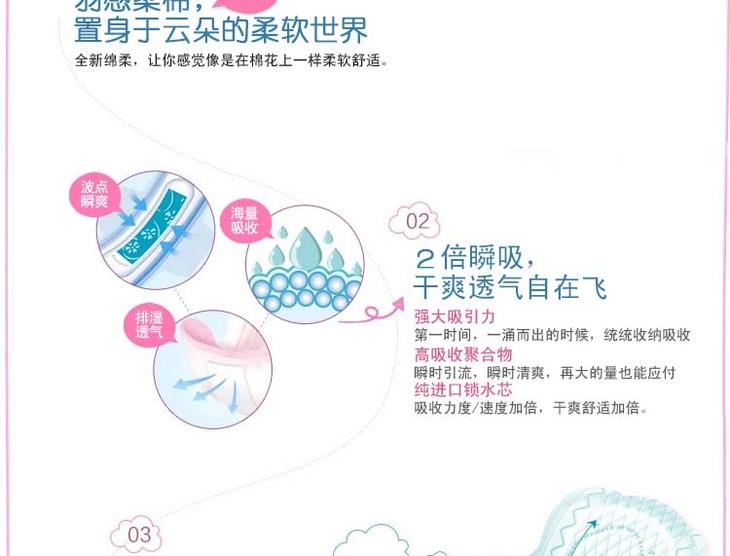 羽感柔棉，
置身于云朵的柔软世界
全新绵柔，让你感觉像是在棉花上一样柔软舒适。
波点
瞬爽
海量
吸收
排湿
透气
02
2倍瞬吸，
干爽透气自在飞
强大吸引力
第一时间，一涌而出的时候，统统收纳吸收
高吸收聚合物
瞬时引流，瞬时清爽，再大的量也能应付
纯进口锁水芯
吸收力度/速度加倍，干爽舒适加倍。
03